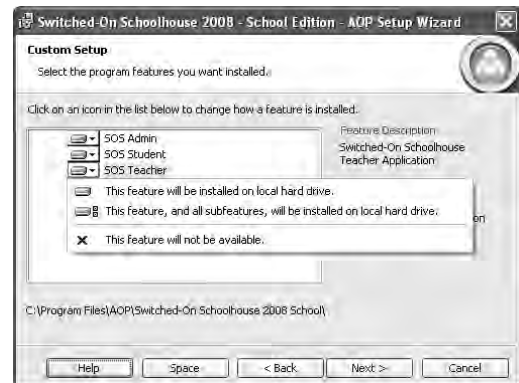 Switched-On Schoolhouse 2008 - School Edition - AOP Setup Wizard
Custom Setup
Select the program features you want installed.
Click on an icon in the list below to change how a feature is installed.
SOS Admin
SOS Student
SOS Teacher
Feature Description
Switched-On Schoolhouse
Teacher Application
This feature will be installed on local hard drive.
This feature, and all subfeatures, will be installed on local hard drive.
on
This feature will not be available.
C:\Program Files\AOP\Switched-On Schoolhouse 2008 School\
Help
Space
< Back
Next >
Cancel